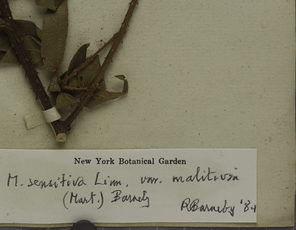 New York Botanical Garden
M. sensitiva Linn. var. malitiosa
(Mart.) Barneby
R. Barneby '84